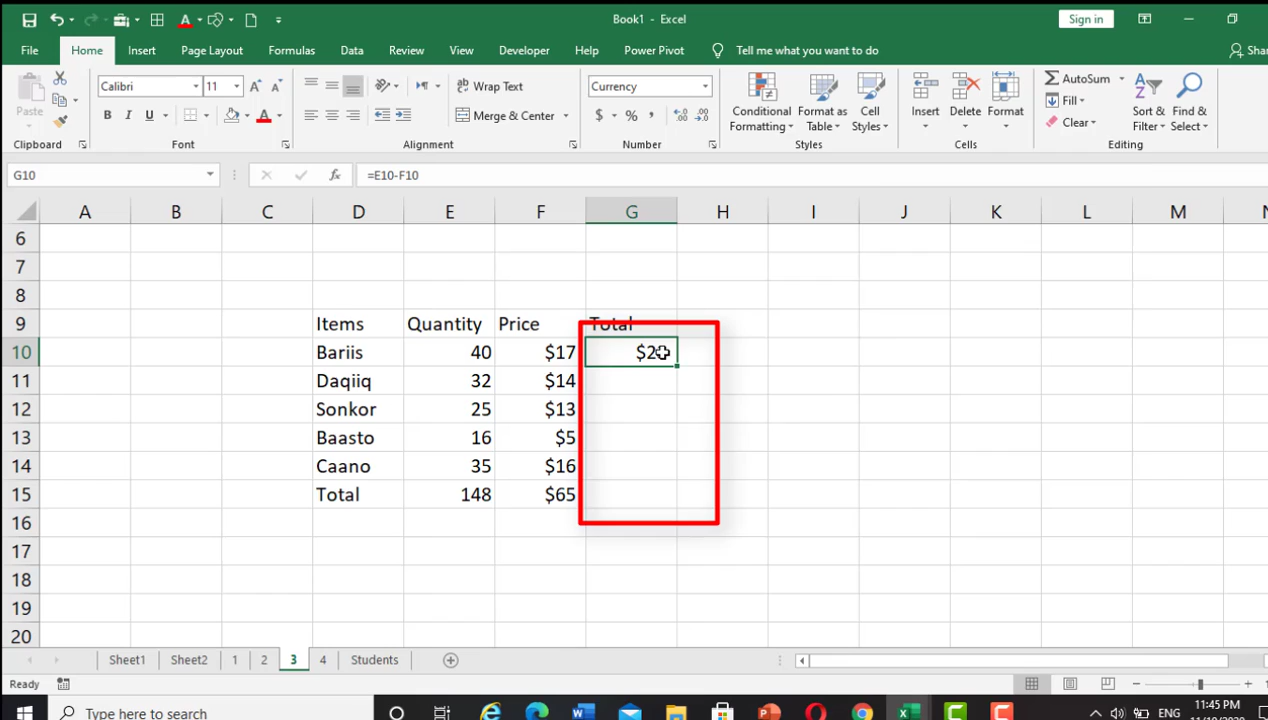 Book1 - Excel
Sign in
File Home Insert Page Layout Formulas Data Review View Developer Help Power Pivot Tell me what you want to do
Calibri 11 Wrap Text Currency AutoSum
Paste Merge & Center Conditional Formatting Format as Table Cell Styles Insert Delete Format Fill Clear Sort & Filter Find & Select
Clipboard Font Alignment Number Styles Cells Editing
G10 fx =E10-F10
A B C D E F G H I J K L M
6
7
8
9 Items Quantity Price Total
10 Bariis 40 $17
11 Daqiiq 32 $14
12 Sonkor 25 $13
13 Baasto 16 $5
14 Caano 35 $16
15 Total 148 $65
16
17
18
19
20
Sheet1 Sheet2 1 2 3 4 Students
Ready
Type here to search ENG 11:45 PM